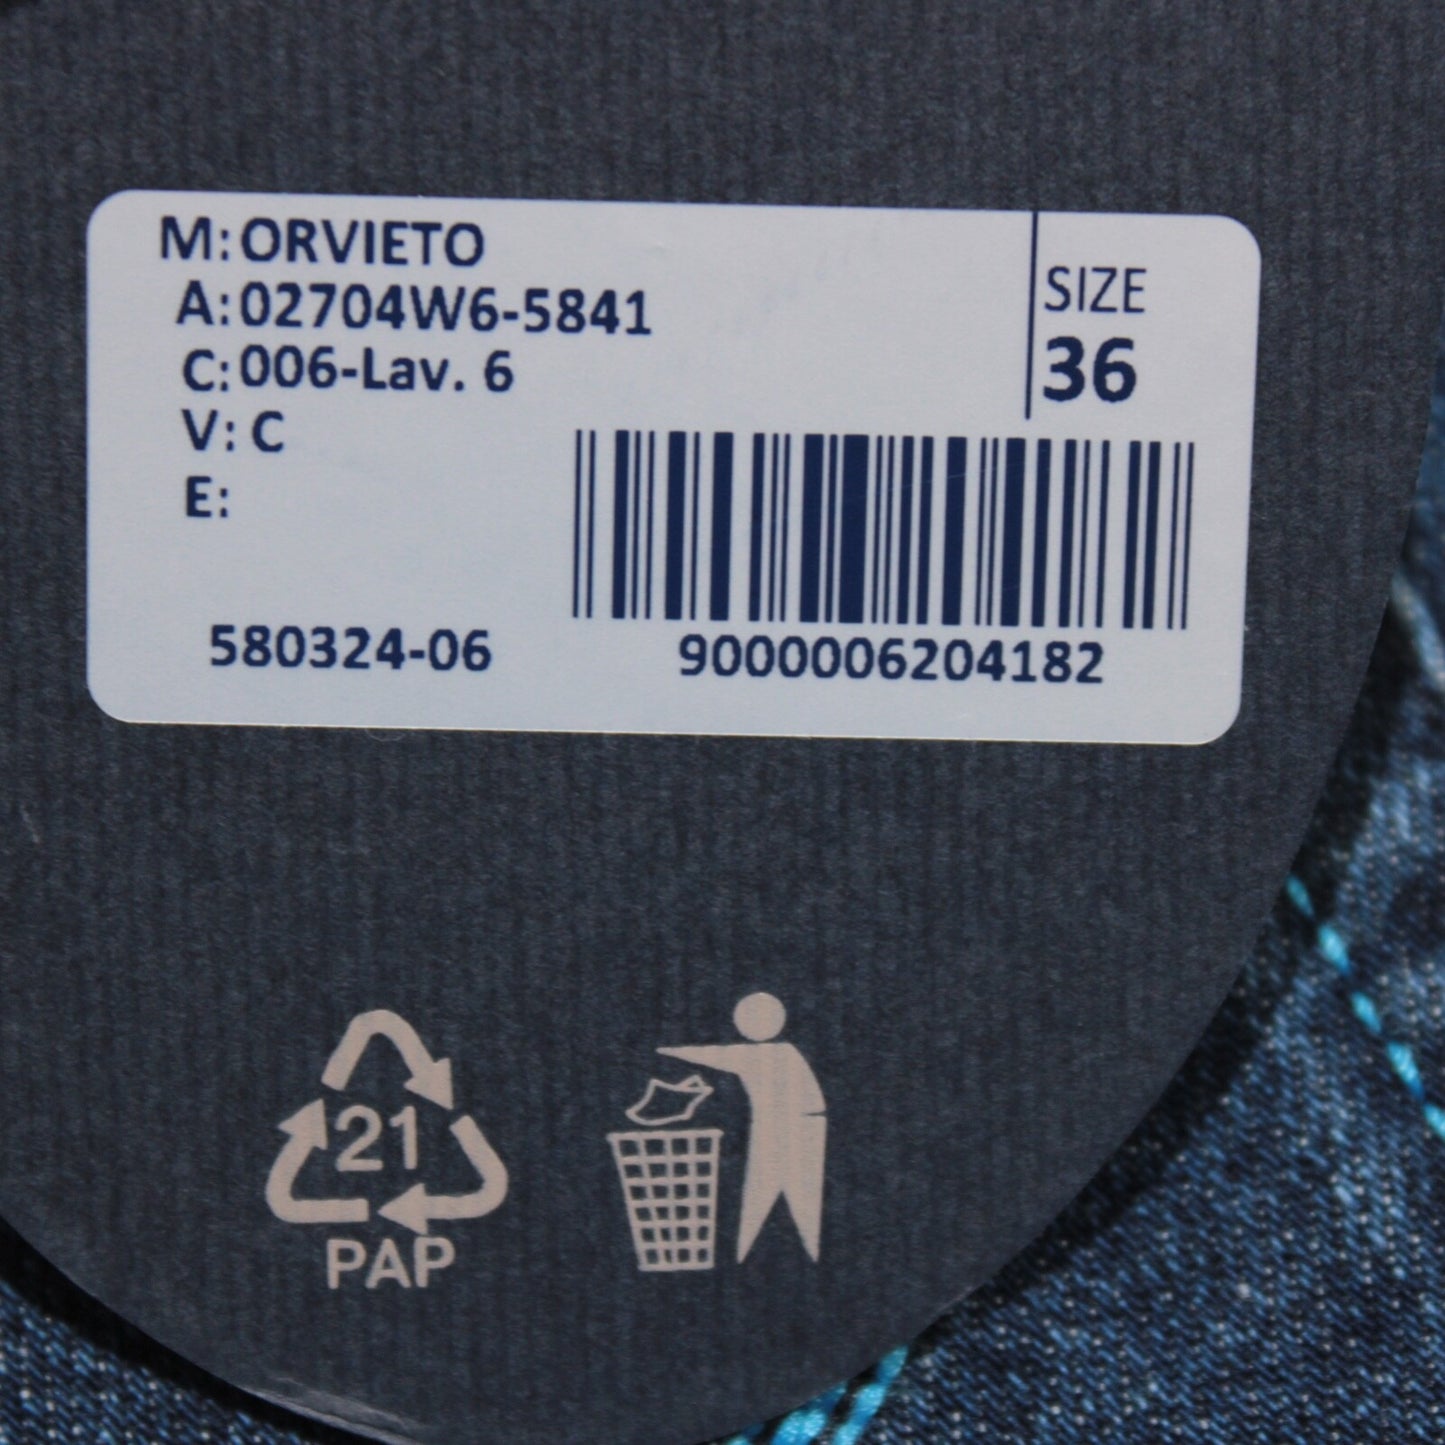 M: ORVIETO
A: 02704W6-5841
C: 006-Lav. 6
V: C
E:
SIZE
36
580324-06
9000006204182
21
PAP